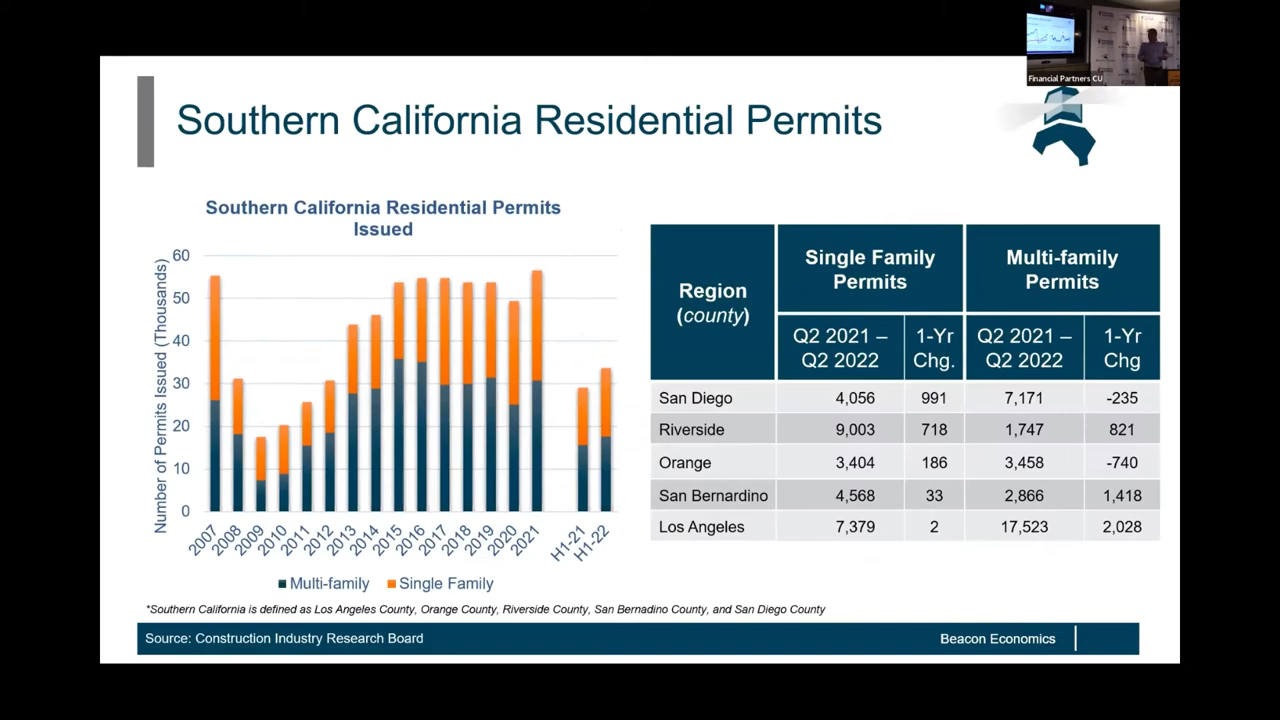 Financial Partners CU
Southern California Residential Permits
Southern California Residential Permits
Issued
Number of Permits Issued (Thousands)
60
50
40
30
20
10
0
2007 2008 2009 2010 2011 2012 2013 2014 2015 2016 2017 2018 2019 2020 2021 H1-21 H1-22
Multi-family Single Family
Region (county) Single Family Permits Multi-family Permits
Q2 2021 – Q2 2022 1-Yr Chg. Q2 2021 – Q2 2022 1-Yr Chg
San Diego 4,056 991 7,171 -235
Riverside 9,003 718 1,747 821
Orange 3,404 186 3,458 -740
San Bernardino 4,568 33 2,866 1,418
Los Angeles 7,379 2 17,523 2,028
*Southern California is defined as Los Angeles County, Orange County, Riverside County, San Bernadino County, and San Diego County
Source: Construction Industry Research Board Beacon Economics